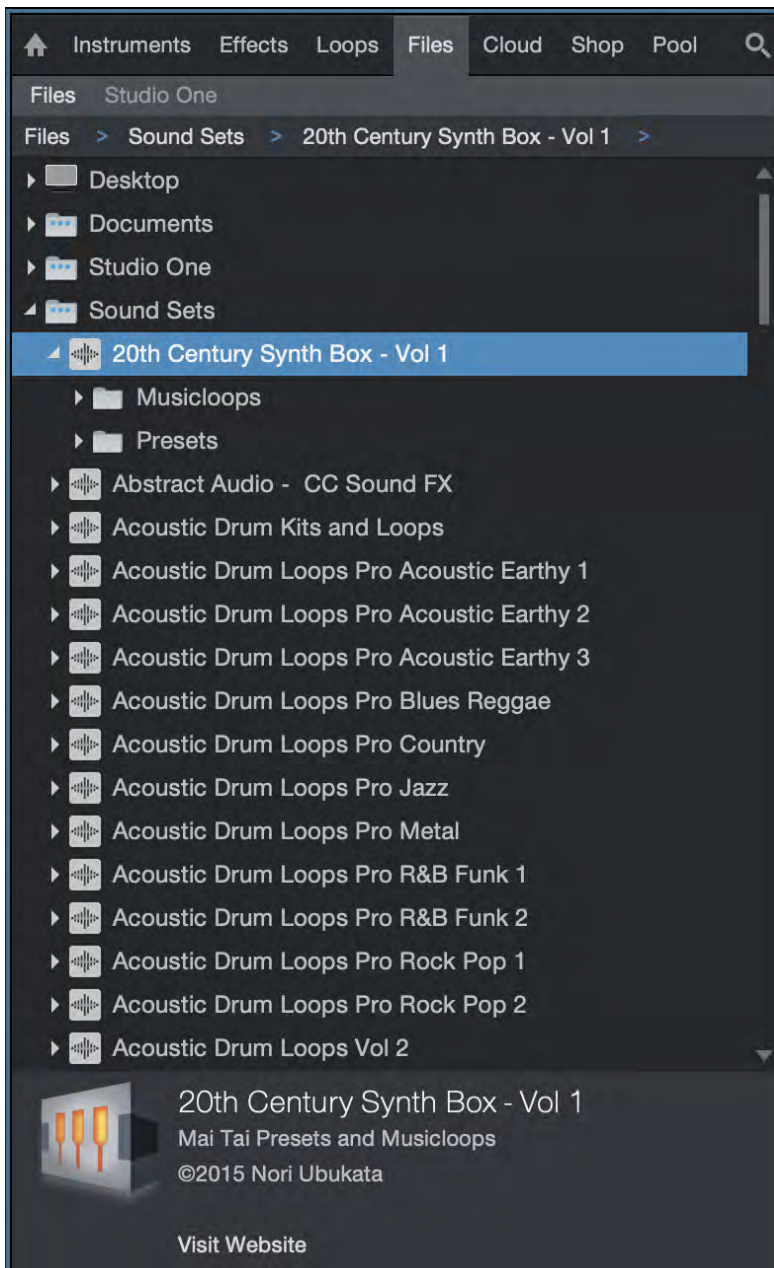 Instruments Effects Loops Files Cloud Shop Pool
Files Studio One
Files > Sound Sets > 20th Century Synth Box - Vol 1 >
Desktop
Documents
Studio One
Sound Sets
20th Century Synth Box - Vol 1
Musicloops
Presets
Abstract Audio -  CC Sound FX
Acoustic Drum Kits and Loops
Acoustic Drum Loops Pro Acoustic Earthy 1
Acoustic Drum Loops Pro Acoustic Earthy 2
Acoustic Drum Loops Pro Acoustic Earthy 3
Acoustic Drum Loops Pro Blues Reggae
Acoustic Drum Loops Pro Country
Acoustic Drum Loops Pro Jazz
Acoustic Drum Loops Pro Metal
Acoustic Drum Loops Pro R&B Funk 1
Acoustic Drum Loops Pro R&B Funk 2
Acoustic Drum Loops Pro Rock Pop 1
Acoustic Drum Loops Pro Rock Pop 2
Acoustic Drum Loops Vol 2
20th Century Synth Box - Vol 1
Mai Tai Presets and Musicloops
©2015 Nori Ubukata
Visit Website